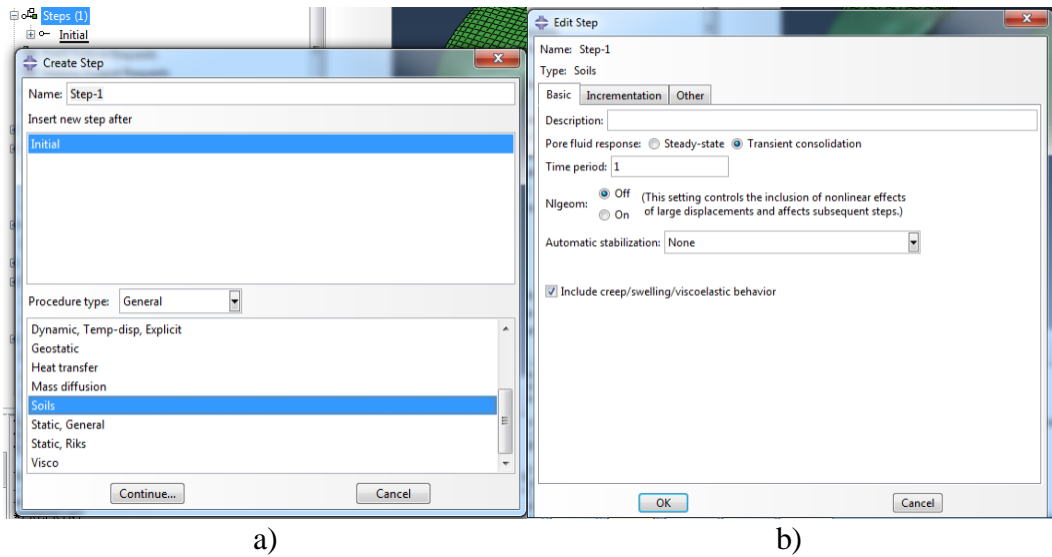 Steps (1)
Initial
Create Step
Name: Step-1
Insert new step after
Initial
Procedure type: General
Dynamic, Temp-disp, Explicit
Geostatic
Heat transfer
Mass diffusion
Soils
Static, General
Static, Riks
Visco
Continue...
Cancel
a)
Edit Step
Name: Step-1
Type: Soils
Basic Incrementation Other
Description:
Pore fluid response: Steady-state Transient consolidation
Time period: 1
Nlgeom:
Off (This setting controls the inclusion of nonlinear effects
On of large displacements and affects subsequent steps.)
Automatic stabilization: None
Include creep/swelling/viscoelastic behavior
OK
Cancel
b)